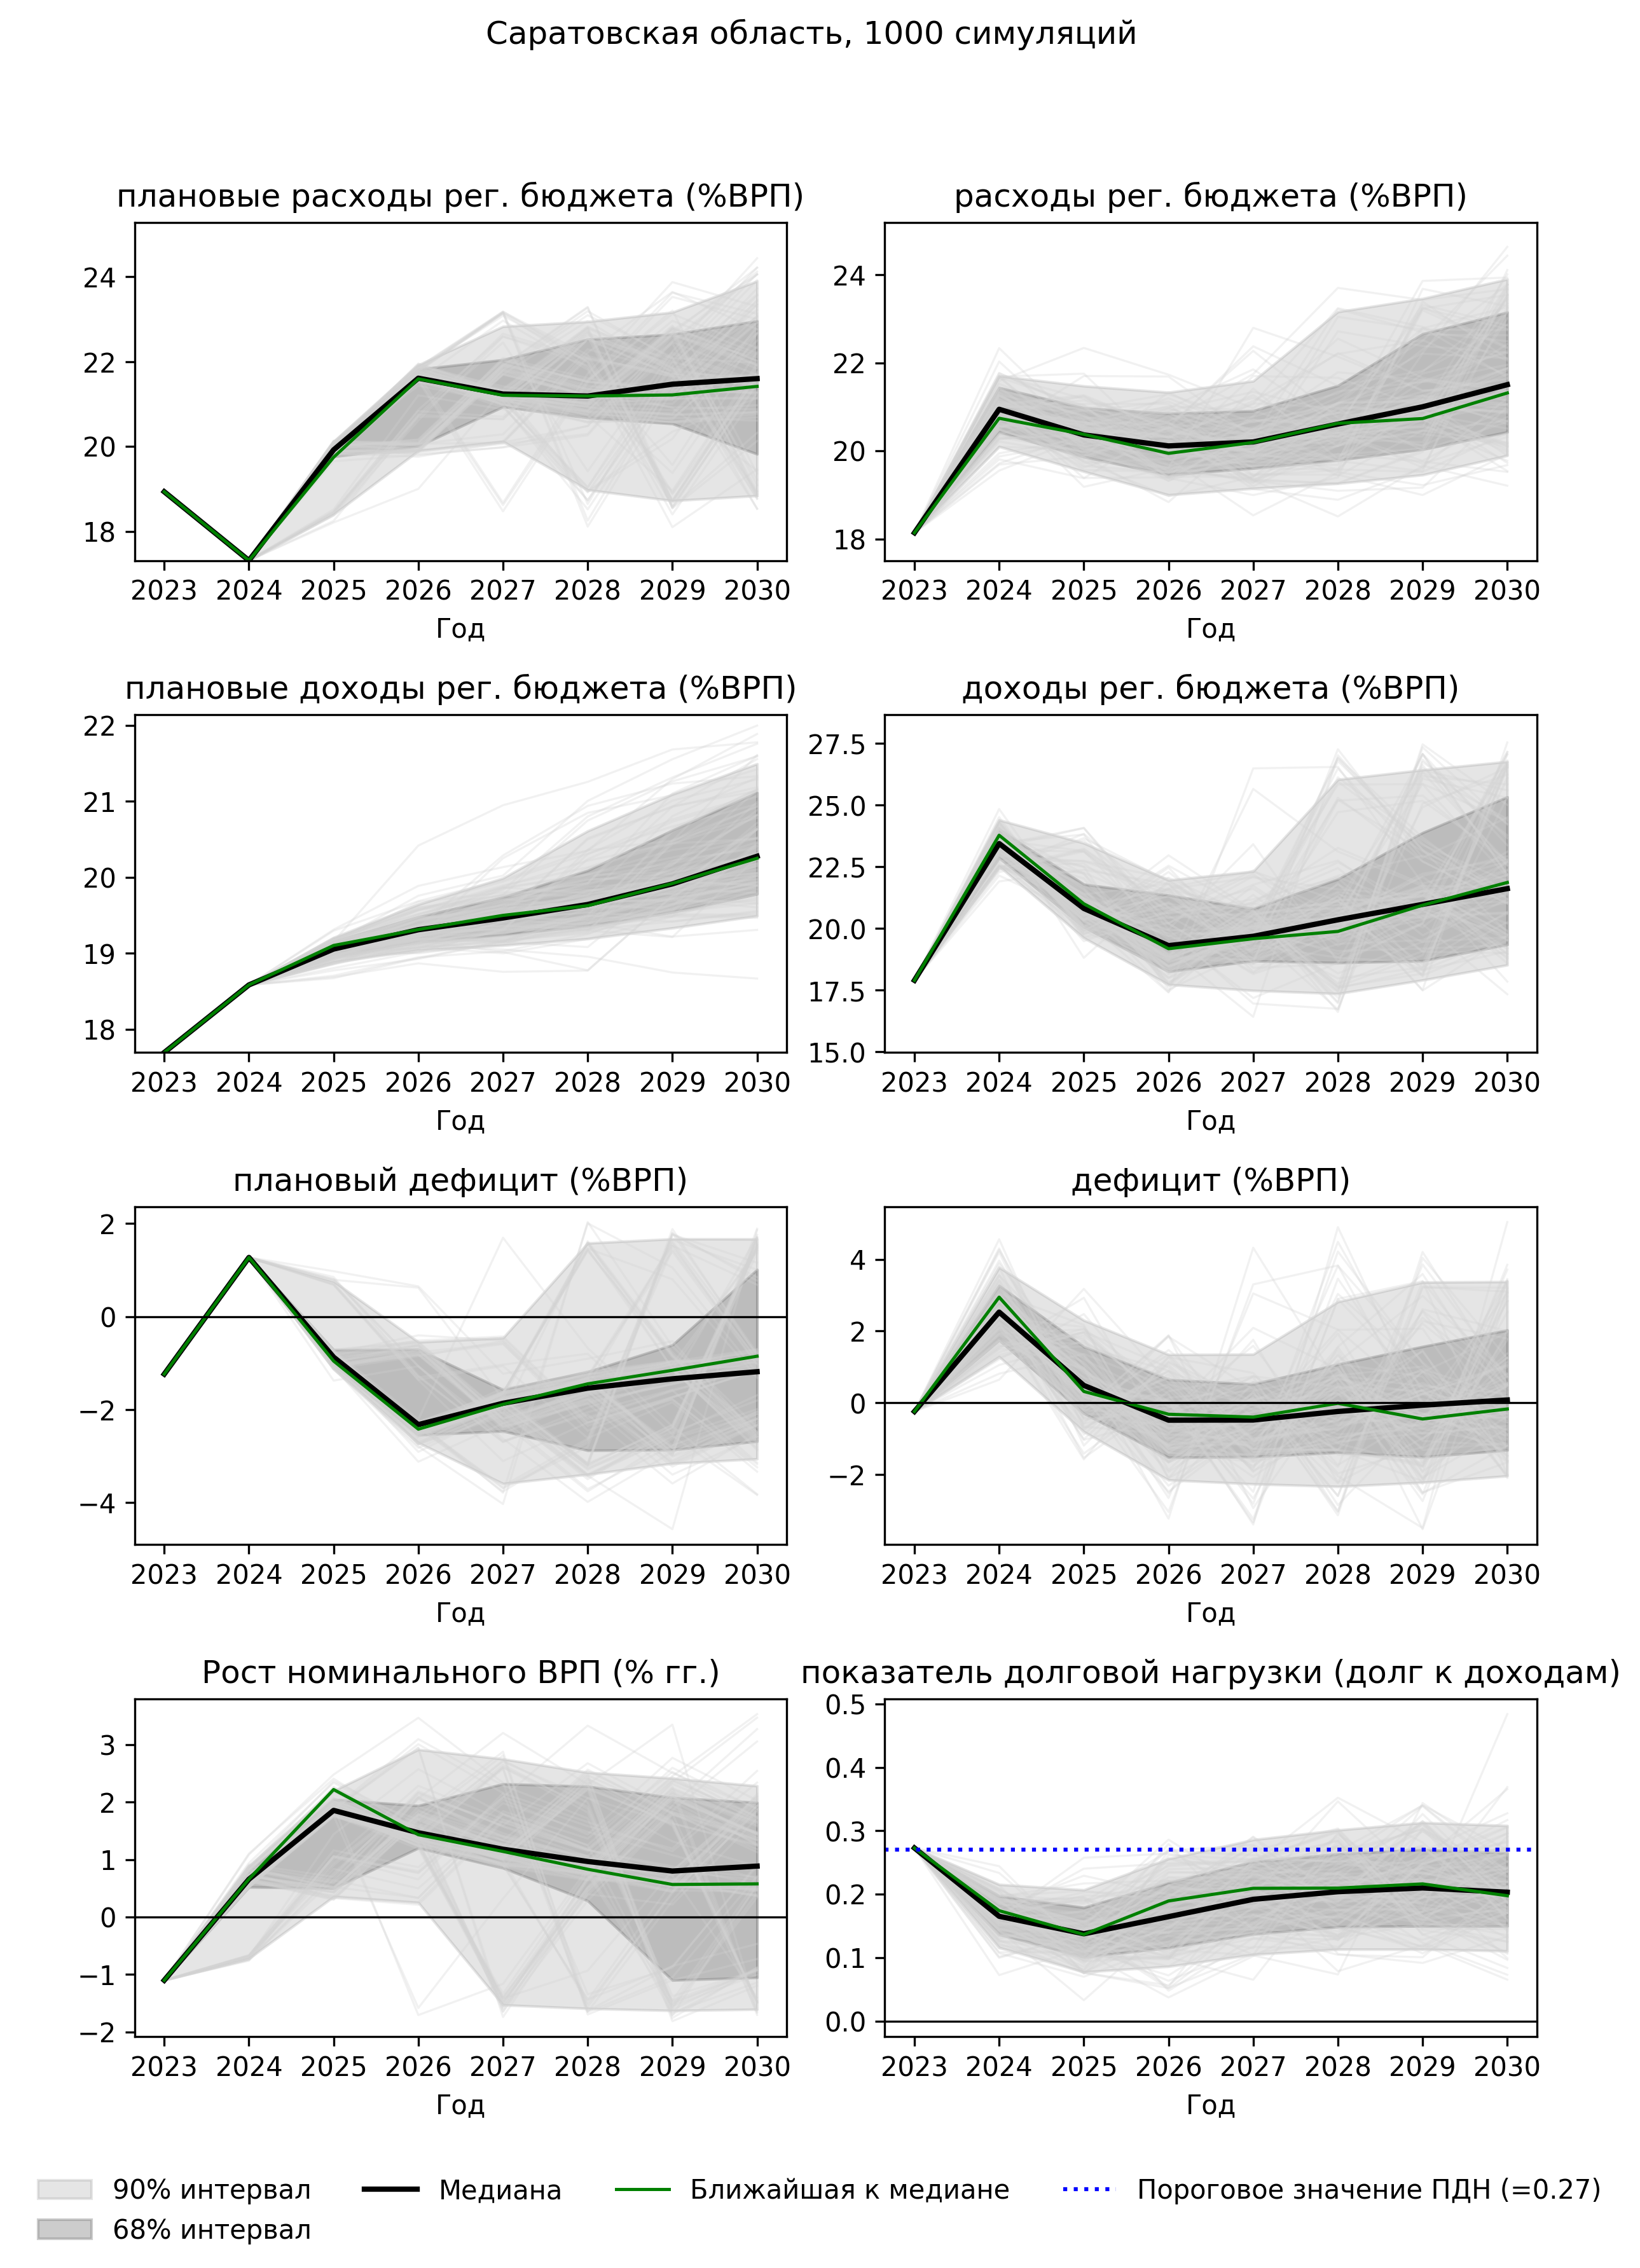 Саратовская область, 1000 симуляций
плановые расходы рег. бюджета (%ВРП)
24
22
20
18
2023 2024 2025 2026 2027 2028 2029 2030
Год
расходы рег. бюджета (%ВРП)
24
22
20
18
2023 2024 2025 2026 2027 2028 2029 2030
Год
плановые доходы рег. бюджета (%ВРП)
22
21
20
19
18
2023 2024 2025 2026 2027 2028 2029 2030
Год
доходы рег. бюджета (%ВРП)
27.5
25.0
22.5
20.0
17.5
15.0
2023 2024 2025 2026 2027 2028 2029 2030
Год
плановый дефицит (%ВРП)
2
0
−2
−4
2023 2024 2025 2026 2027 2028 2029 2030
Год
дефицит (%ВРП)
4
2
0
−2
2023 2024 2025 2026 2027 2028 2029 2030
Год
Рост номинального ВРП (% гг.)
3
2
1
0
−1
−2
2023 2024 2025 2026 2027 2028 2029 2030
Год
показатель долговой нагрузки (долг к доходам)
0.5
0.4
0.3
0.2
0.1
0.0
2023 2024 2025 2026 2027 2028 2029 2030
Год
90% интервал
68% интервал
Медиана
Ближайшая к медиане
Пороговое значение ПДН (=0.27)